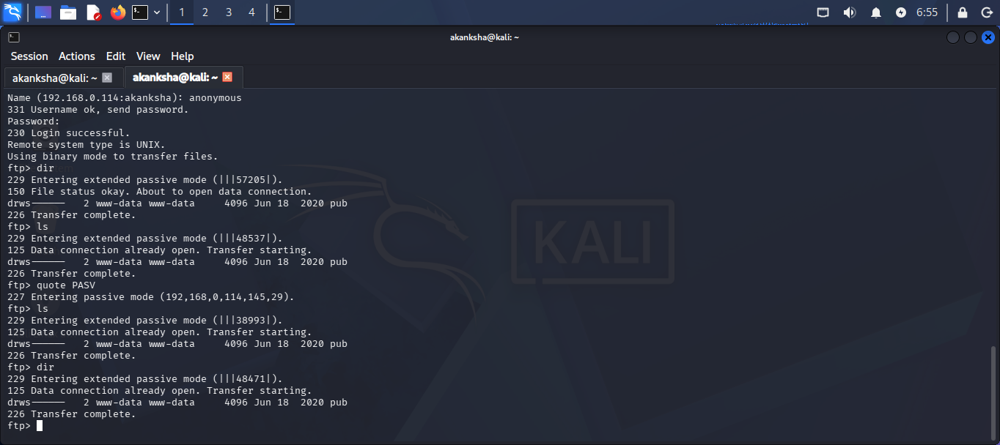 1 2 3 4 6:55
akanksha@kali: ~
Session Actions Edit View Help
akanksha@kali: ~ akanksha@kali: ~
Name (192.168.0.114:akanksha): anonymous
331 Username ok, send password.
Password:
230 Login successful.
Remote system type is UNIX.
Using binary mode to transfer files.
ftp> dir
229 Entering extended passive mode (|||57205|).
150 File status okay. About to open data connection.
drws------   2 www-data www-data     4096 Jun 18  2020 pub
226 Transfer complete.
ftp> ls
229 Entering extended passive mode (|||48537|).
125 Data connection already open. Transfer starting.
drws------   2 www-data www-data     4096 Jun 18  2020 pub
226 Transfer complete.
ftp> quote PASV
227 Entering passive mode (192,168,0,114,145,29).
ftp> ls
229 Entering extended passive mode (|||38993|).
125 Data connection already open. Transfer starting.
drws------   2 www-data www-data     4096 Jun 18  2020 pub
226 Transfer complete.
ftp> dir
229 Entering extended passive mode (|||48471|).
125 Data connection already open. Transfer starting.
drws------   2 www-data www-data     4096 Jun 18  2020 pub
226 Transfer complete.
ftp>
KALI